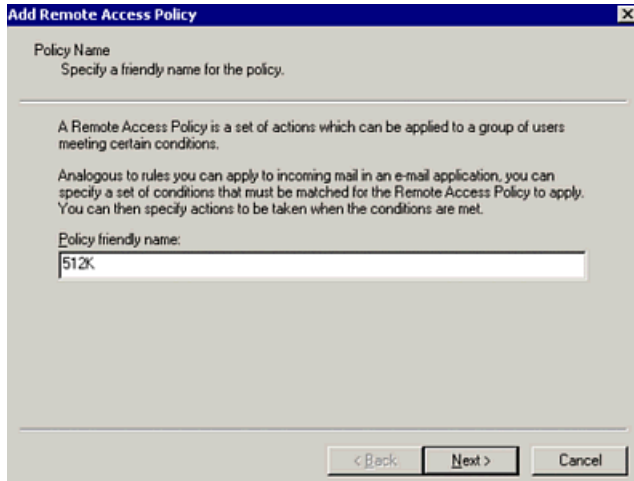 Add Remote Access Policy
Policy Name
Specify a friendly name for the policy.
A Remote Access Policy is a set of actions which can be applied to a group of users
meeting certain conditions.
Analogous to rules you can apply to incoming mail in an e-mail application, you can
specify a set of conditions that must be matched for the Remote Access Policy to apply.
You can then specify actions to be taken when the conditions are met.
Policy friendly name:
512K
< Back
Next >
Cancel